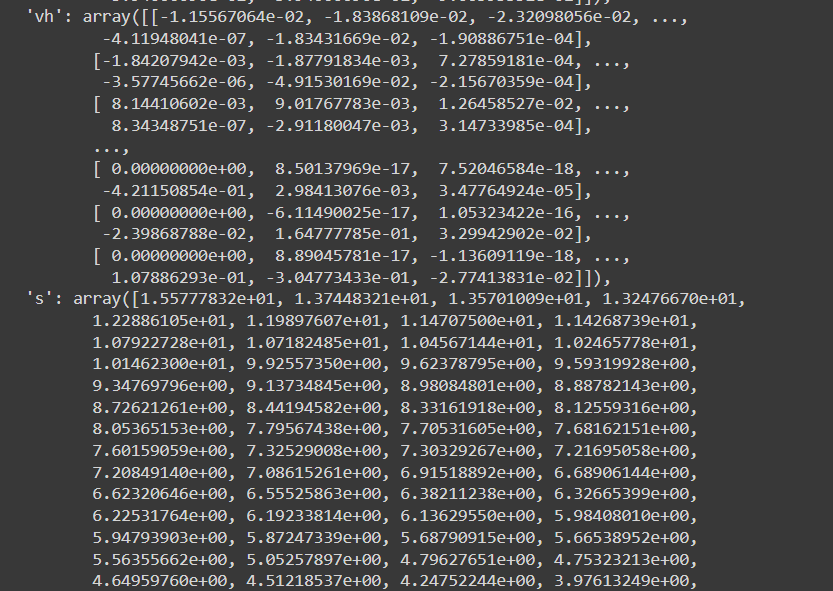 'vh': array([[-1.15567064e-02, -1.83868109e-02, -2.32098056e-02, ...,
-4.11948041e-07, -1.83431669e-02, -1.90886751e-04],
[-1.84207942e-03, -1.87791834e-03, 7.27859181e-04, ...,
-3.57745662e-06, -4.91530169e-02, -2.15670359e-04],
[ 8.14410602e-03, 9.01767783e-03, 1.26458527e-02, ...,
8.34348751e-07, -2.91180047e-03, 3.14733985e-04],
...,
[ 0.00000000e+00, 8.50137969e-17, 7.52046584e-18, ...,
-4.21150854e-01, 2.98413076e-03, 3.47764924e-05],
[ 0.00000000e+00, -6.11490025e-17, 1.05323422e-16, ...,
-2.39868788e-02, 1.64777785e-01, 3.29942902e-02],
[ 0.00000000e+00, 8.89045781e-17, -1.13609119e-18, ...,
1.07886293e-01, -3.04773433e-01, -2.77413831e-02]]),
's': array([1.55777832e+01, 1.37448321e+01, 1.35701009e+01, 1.32476670e+01,
1.22886105e+01, 1.19897607e+01, 1.14707500e+01, 1.14268739e+01,
1.07922728e+01, 1.07182485e+01, 1.04567144e+01, 1.02465778e+01,
1.01462300e+01, 9.92557350e+00, 9.62378795e+00, 9.59319928e+00,
9.34769796e+00, 9.13734845e+00, 8.98084801e+00, 8.88782143e+00,
8.72621261e+00, 8.44194582e+00, 8.33161918e+00, 8.12559316e+00,
8.05365153e+00, 7.79567438e+00, 7.70531605e+00, 7.68162151e+00,
7.60159059e+00, 7.32529008e+00, 7.30329267e+00, 7.21695058e+00,
7.20849140e+00, 7.08615261e+00, 6.91518892e+00, 6.68906144e+00,
6.62320646e+00, 6.55525863e+00, 6.38211238e+00, 6.32665399e+00,
6.22531764e+00, 6.19233814e+00, 6.13629550e+00, 5.98408010e+00,
5.94793903e+00, 5.87247339e+00, 5.68790915e+00, 5.66538952e+00,
5.56355662e+00, 5.05257897e+00, 4.79627651e+00, 4.75323213e+00,
4.64959760e+00, 4.51218537e+00, 4.24752244e+00, 3.97613249e+00,